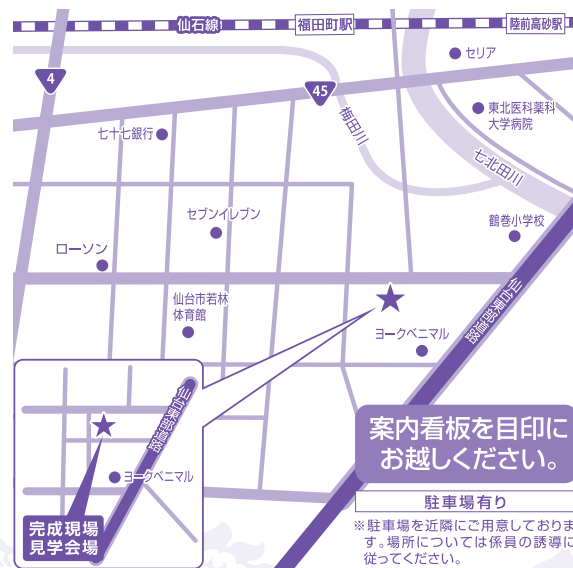 仙石線
福田町駅
陸前高砂駅
セリア
4
45
東北医科薬科
大学病院
梅田川
七十七銀行
七北田川
セブンイレブン
鶴巻小学校
ローソン
仙台市若林
体育館
仙台東部道路
ヨークベニマル
仙台東部道路
ヨークベニマル
完成現場
見学会場
案内看板を目印に
お越しください。
駐車場有り
※駐車場を近隣にご用意しておりま
す。場所については係員の誘導に
従ってください。